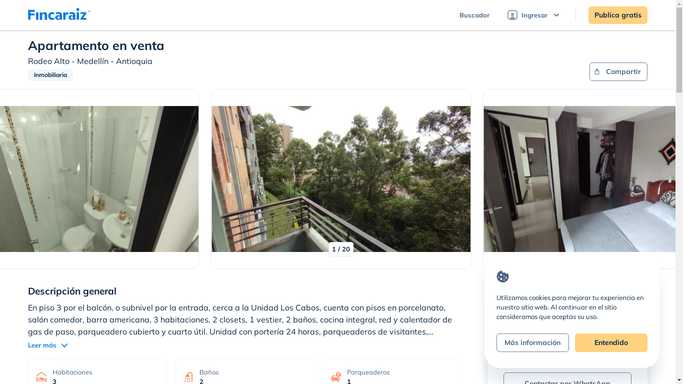 Fincaraiz
Buscador
Ingresar
Publica gratis
Apartamento en venta
Rodeo Alto - Medellín - Antioquia
Inmobiliaria
Compartir
1 / 20
Descripción general
En piso 3 por el balcón, o subnivel por la entrada, cerca a la Unidad Los Cabos, cuenta con pisos en porcelanato,
salón comedor, barra americana, 3 habitaciones, 2 closets, 1 vestier, 2 baños, cocina integral, red y calentador de
gas de paso, parqueadero cubierto y cuarto útil. Unidad con portería 24 horas, parqueaderos de visitantes,...
Leer más
Habitaciones
3
Baños
2
Parqueaderos
1
Utilizamos cookies para mejorar tu experiencia en
nuestro sitio web. Al continuar en el sitio
consideramos que aceptas su uso.
Más información
Entendido
Contactar por WhatsApp